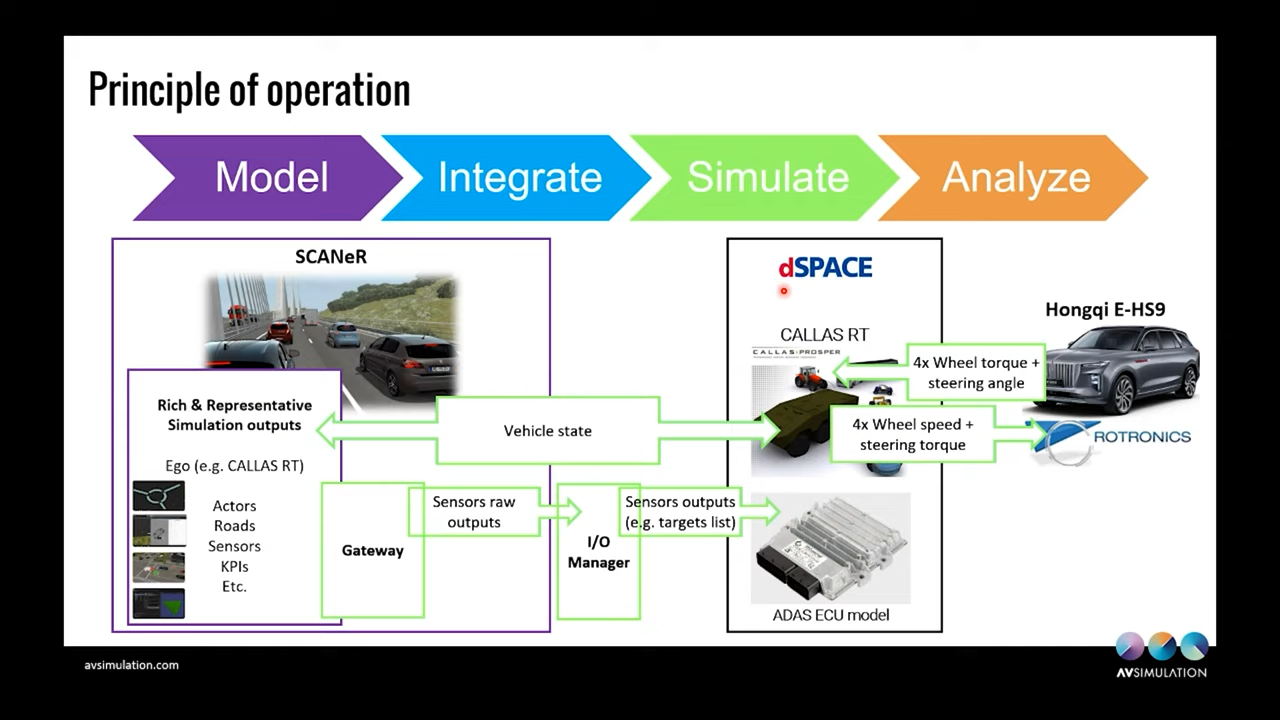 Principle of operation
Model
Integrate
Simulate
Analyze
SCANeR
Rich & Representative
Simulation outputs
Ego (e.g. CALLAS RT)
Actors
Roads
Sensors
KPIs
Etc.
Gateway
Vehicle state
Sensors raw
outputs
I/O
Manager
Sensors outputs
(e.g. targets list)
dSPACE
CALLAS RT
CALLAS›PROSPER
ADAS ECU model
4x Wheel torque +
steering angle
4x Wheel speed +
steering torque
Hongqi E-HS9
ROTRONICS
avsimulation.com
AVSIMULATION